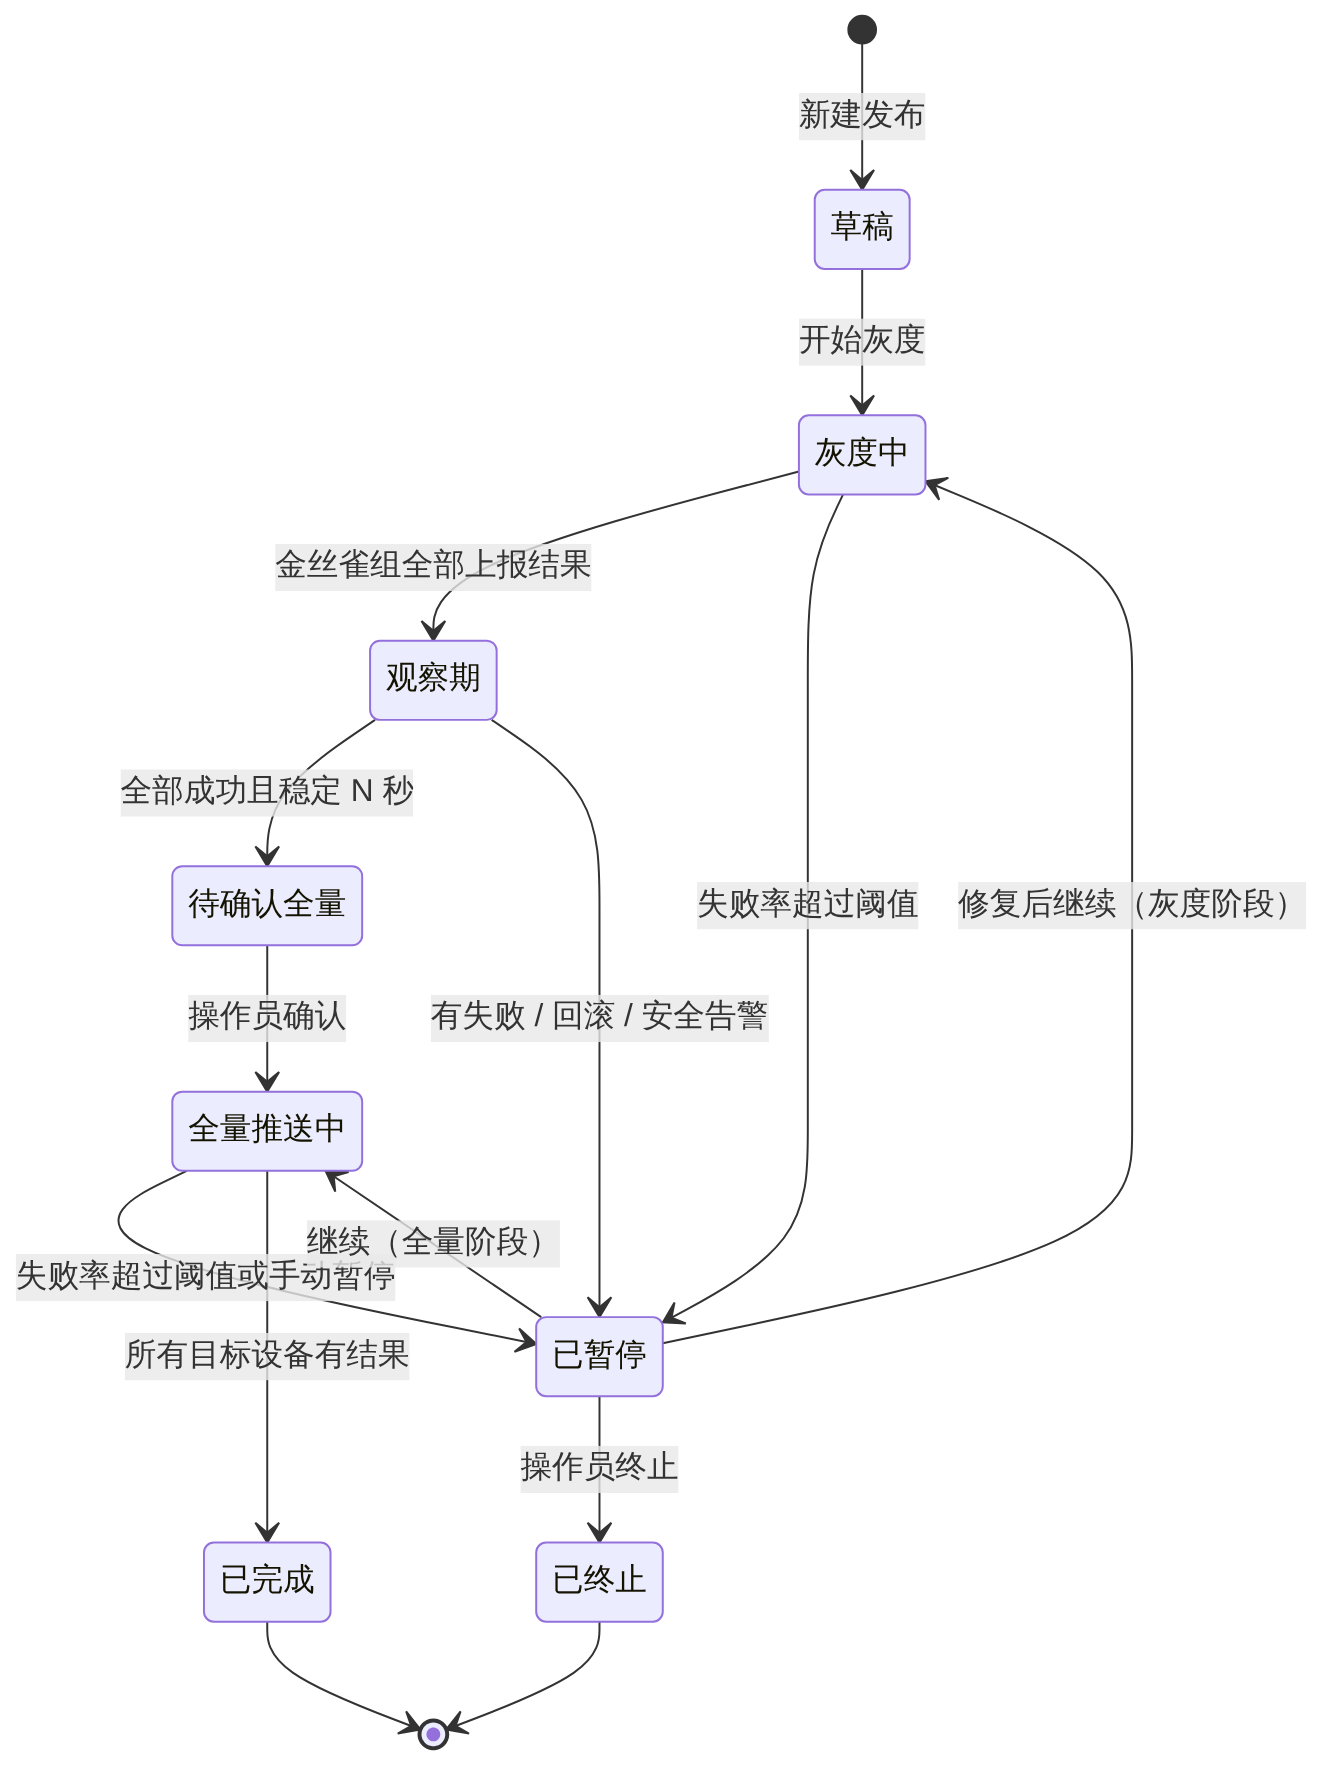 新建发布
草稿
开始灰度
灰度中
金丝雀组全部上报结果
观察期
全部成功且稳定 N 秒
待确认全量
失败率超过阈值
修复后继续（灰度阶段）
操作员确认
有失败 / 回滚 / 安全告警
全量推送中
继续（全量阶段）
失败率超过阈值或手动暂停
所有目标设备有结果
已暂停
操作员终止
已完成
已终止